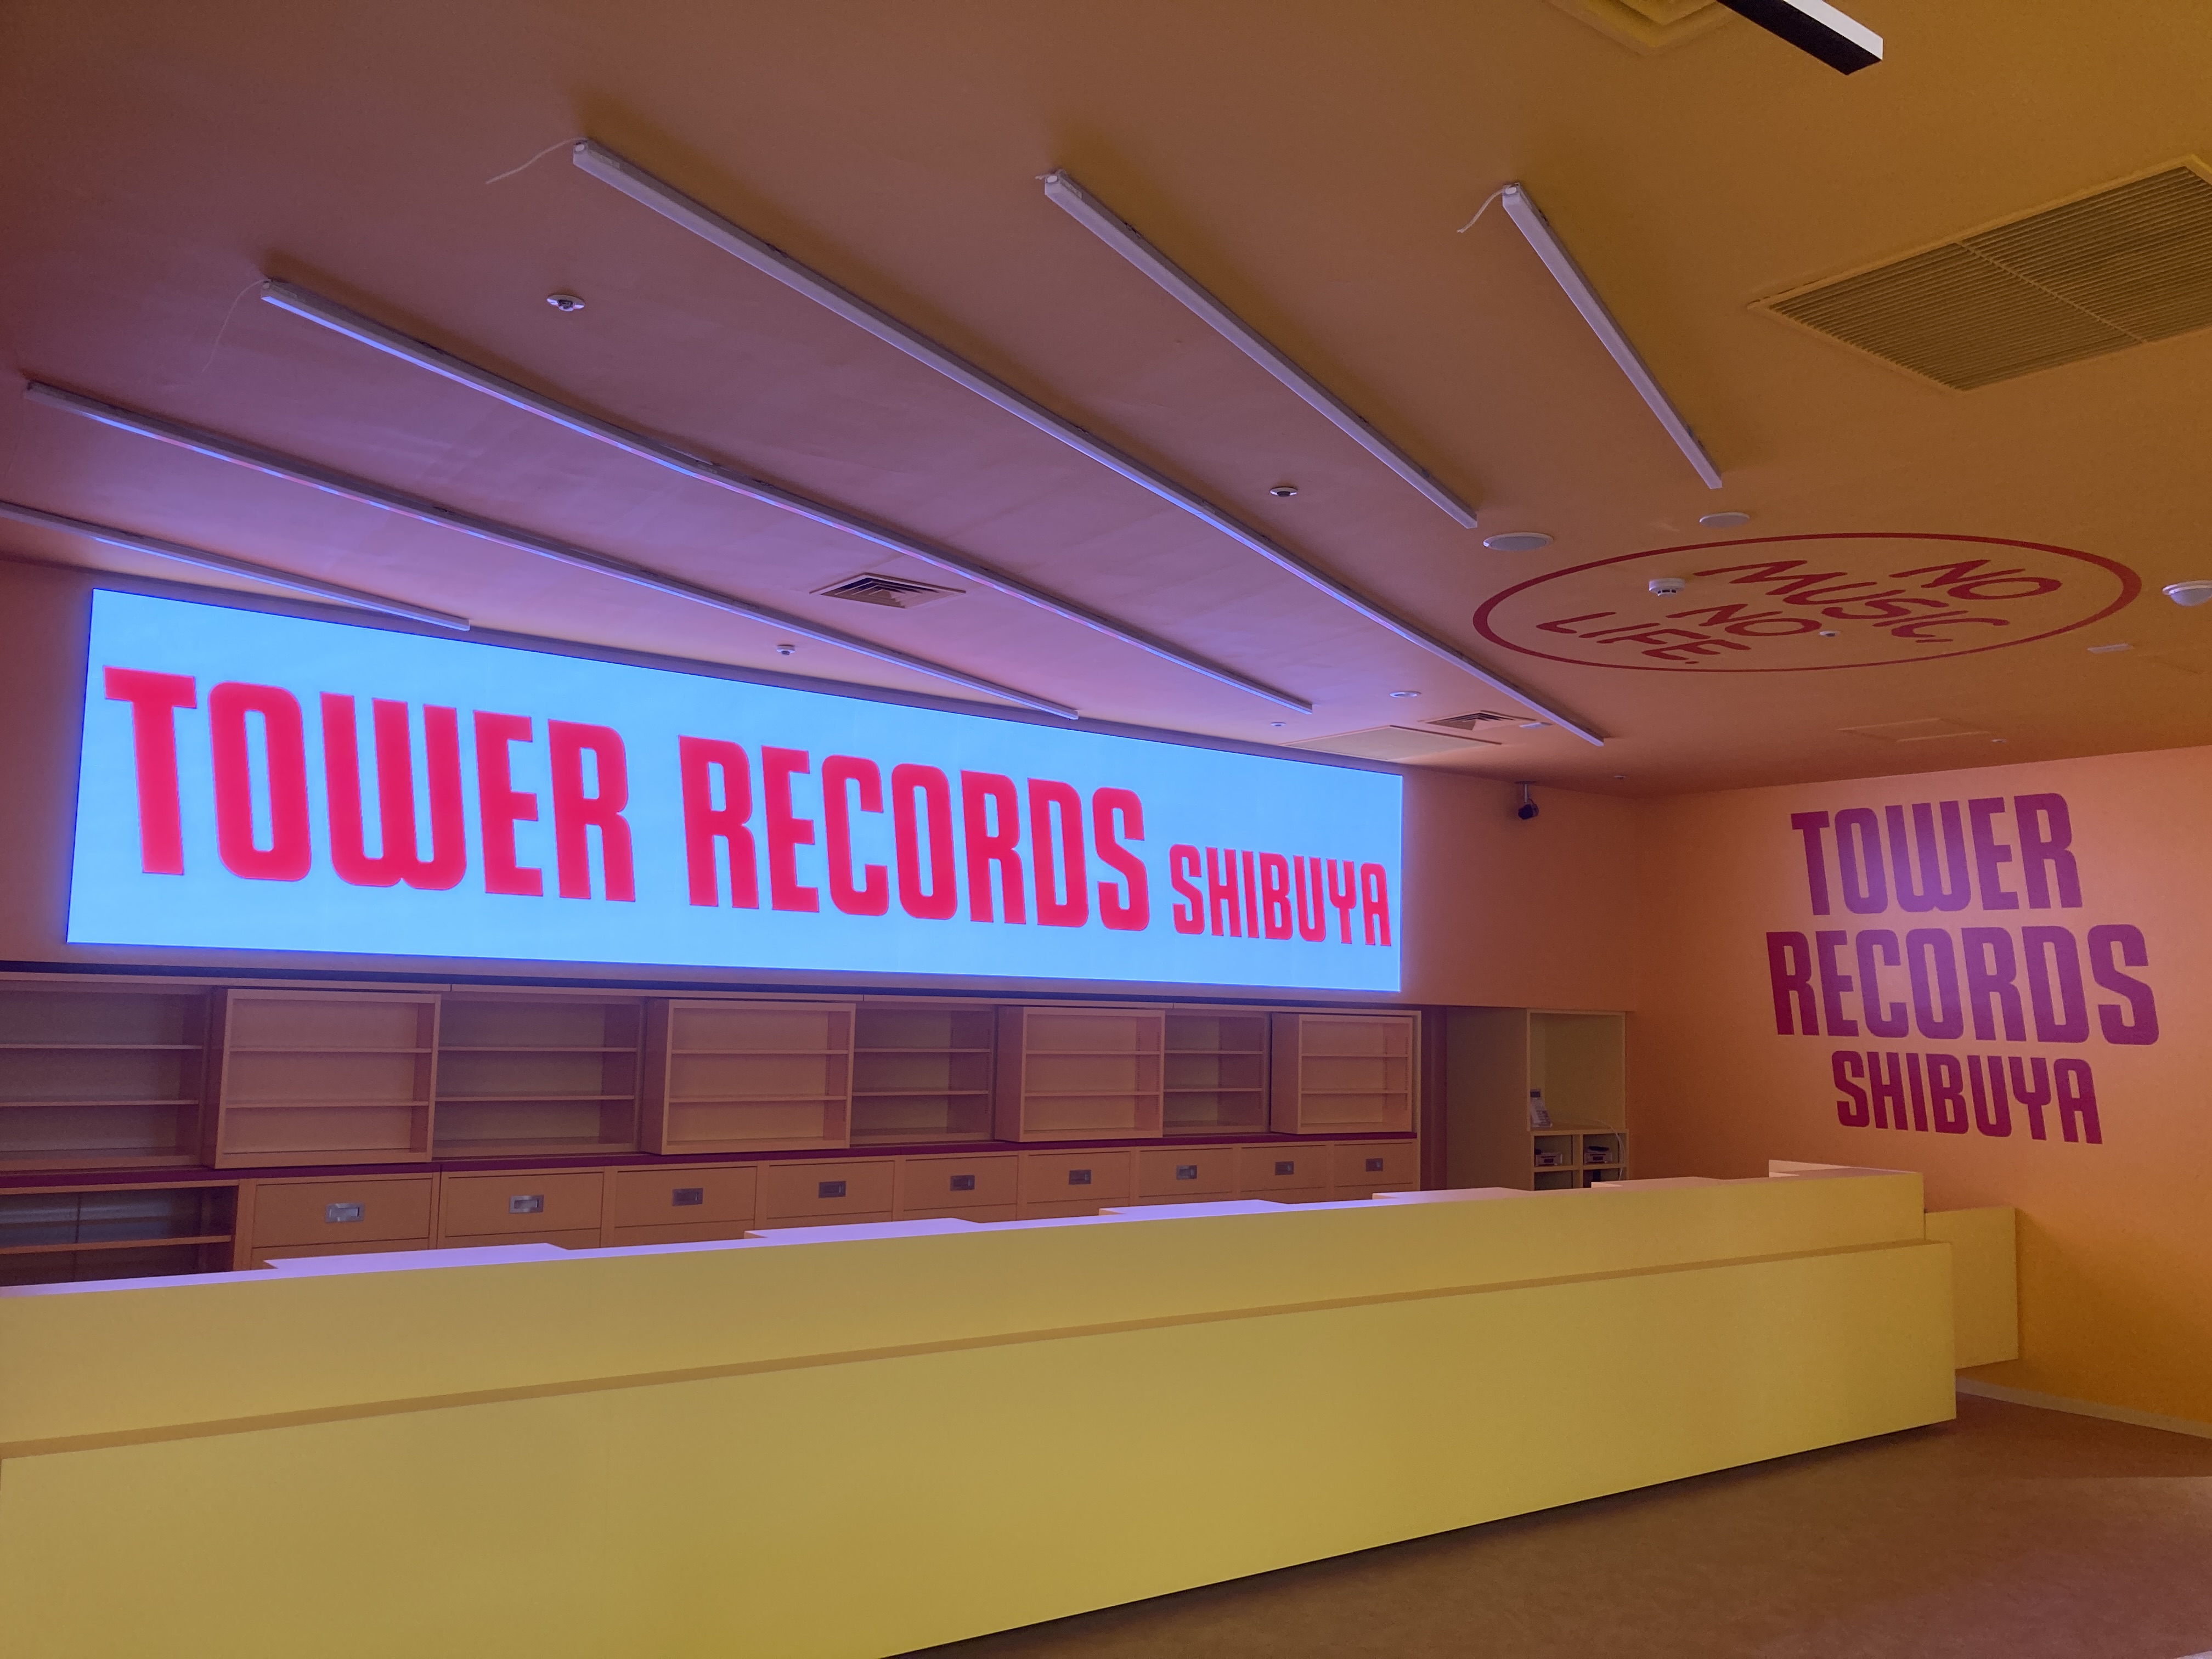 TOWER RECORDS SHIBUYA
NO
MUSIC,
NO
LIFE.
TOWER
RECORDS
SHIBUYA